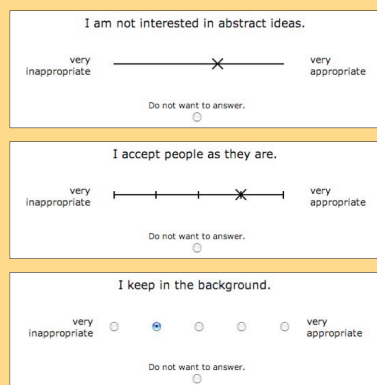 I am not interested in abstract ideas.
very
inappropriate
very
appropriate
Do not want to answer.
I accept people as they are.
very
inappropriate
very
appropriate
Do not want to answer.
I keep in the background.
very
inappropriate
very
appropriate
Do not want to answer.